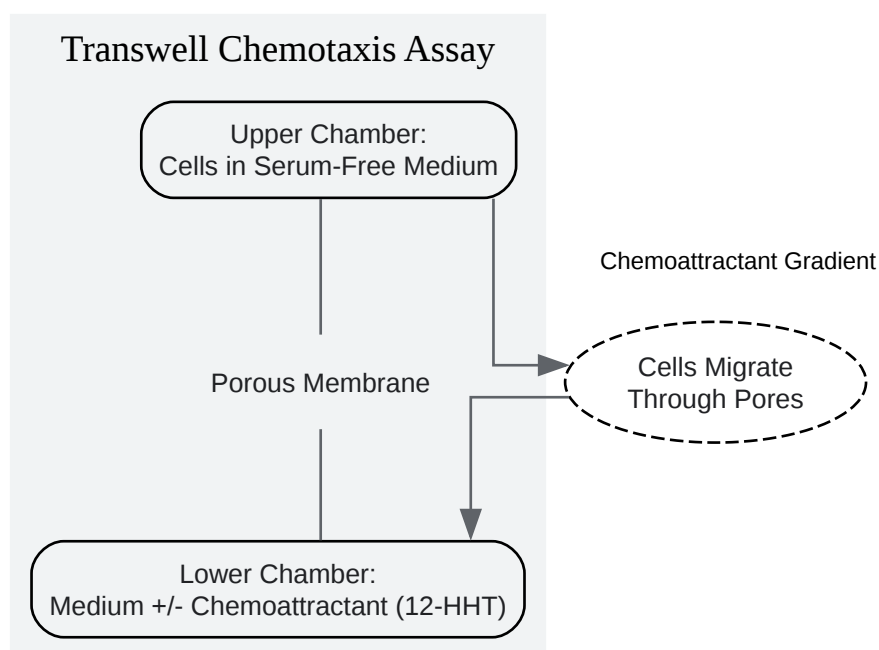 Transwell Chemotaxis Assay
Upper Chamber:
Cells in Serum-Free Medium
Chemoattractant Gradient
Cells Migrate
Through Pores
Porous Membrane
Lower Chamber:
Medium +/- Chemoattractant (12-HHT)